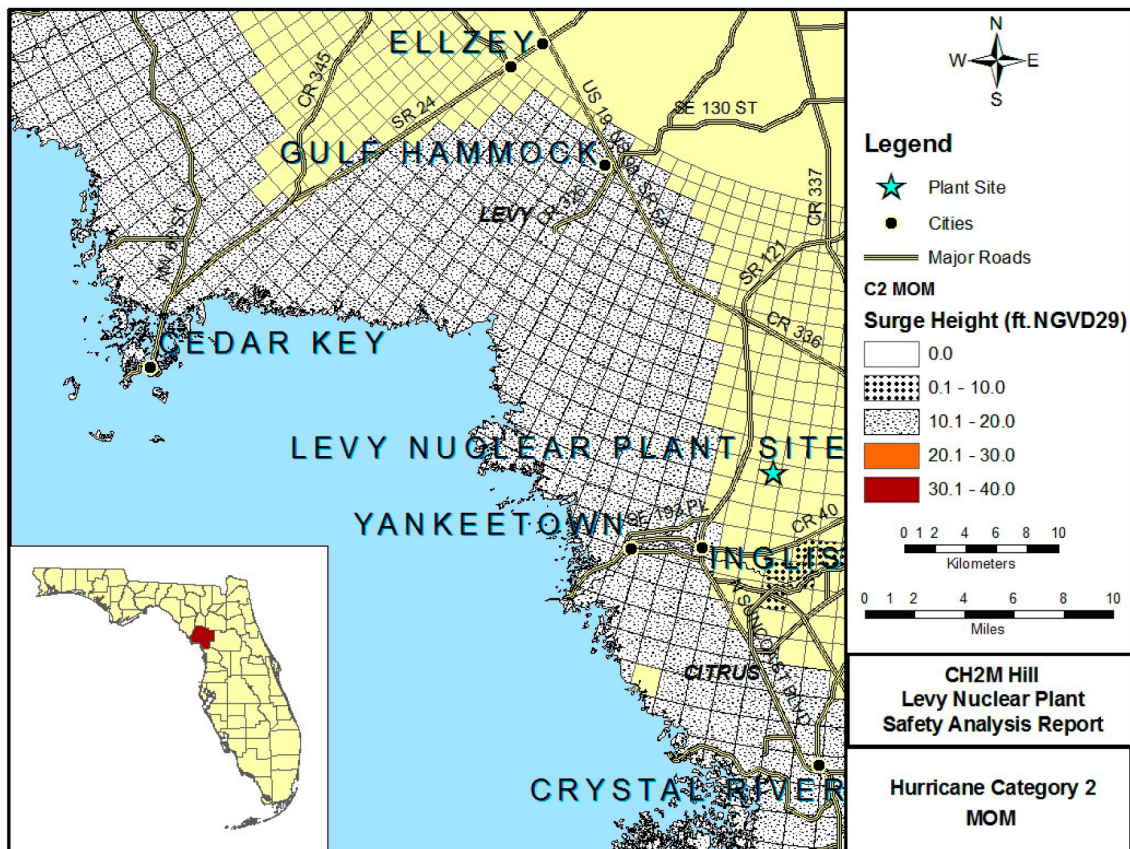 ELLZEY
CR 345
SR 24
SE 130 ST
GULF HAMMOCK
LEVY
CR 337
SR 121
CR 336
CEDAR KEY
LEVY NUCLEAR PLANT SITE
SE 193 PL
YANKEETOWN
CR 40
INGLIS
CITRUS
CRYSTAL RIVER
N
W E
S
Legend
Plant Site
Cities
Major Roads
C2 MOM
Surge Height (ft.NGVD29)
0.0
0.1 - 10.0
10.1 - 20.0
20.1 - 30.0
30.1 - 40.0
0 1 2 4 6 8 10
Kilometers
0 1 2 4 6 8 10
Miles
CH2M Hill
Levy Nuclear Plant
Safety Analysis Report
Hurricane Category 2
MOM